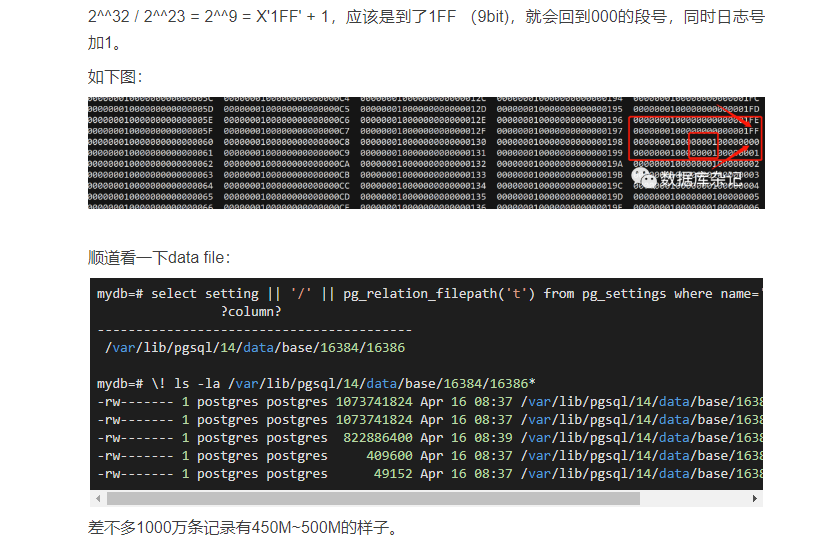 2^^32 / 2^^23 = 2^^9 = X'1FF' + 1，应该是到了1FF （9bit)，就会回到000的段号，同时日志号
加1。
如下图：
00000001000000000000005D 0000000100000000000000C5 00000001000000000000012D 000000010000000000000195 0000000100000000000001FD
00000001000000000000005E 0000000100000000000000C6 00000001000000000000012E 000000010000000000000196 0000000100000000000001FE
00000001000000000000005F 0000000100000000000000C7 00000001000000000000012F 000000010000000000000197 0000000100000000000001FF
000000010000000000000060 0000000100000000000000C8 000000010000000000000130 000000010000000000000198 000000010000000100000000
000000010000000000000061 0000000100000000000000C9 000000010000000000000131 000000010000000000000199 000000010000000100000001
000000010000000000000062 0000000100000000000000CA 000000010000000000000132 00000001000000000000019A 000000010000000100000002
000000010000000000000063 0000000100000000000000CB 000000010000000000000133 00000001000000000000019B
000000010000000000000064 0000000100000000000000CC 000000010000000000000134 00000001000000000000019C
000000010000000000000065 0000000100000000000000CD 000000010000000000000135 00000001000000000000019D 000000010000000100000005
数据库杂记
顺道看一下data file：
mydb=# select setting || '/' || pg_relation_filepath('t') from pg_settings where name='
?column?
-----------------------------------------
/var/lib/pgsql/14/data/base/16384/16386
mydb=# \! ls -la /var/lib/pgsql/14/data/base/16384/16386*
-rw------- 1 postgres postgres 1073741824 Apr 16 08:37 /var/lib/pgsql/14/data/base/1638
-rw------- 1 postgres postgres 1073741824 Apr 16 08:37 /var/lib/pgsql/14/data/base/1638
-rw------- 1 postgres postgres 822886400 Apr 16 08:39 /var/lib/pgsql/14/data/base/1638
-rw------- 1 postgres postgres 409600 Apr 16 08:37 /var/lib/pgsql/14/data/base/1638
-rw------- 1 postgres postgres 49152 Apr 16 08:37 /var/lib/pgsql/14/data/base/1638
差不多1000万条记录有450M~500M的样子。